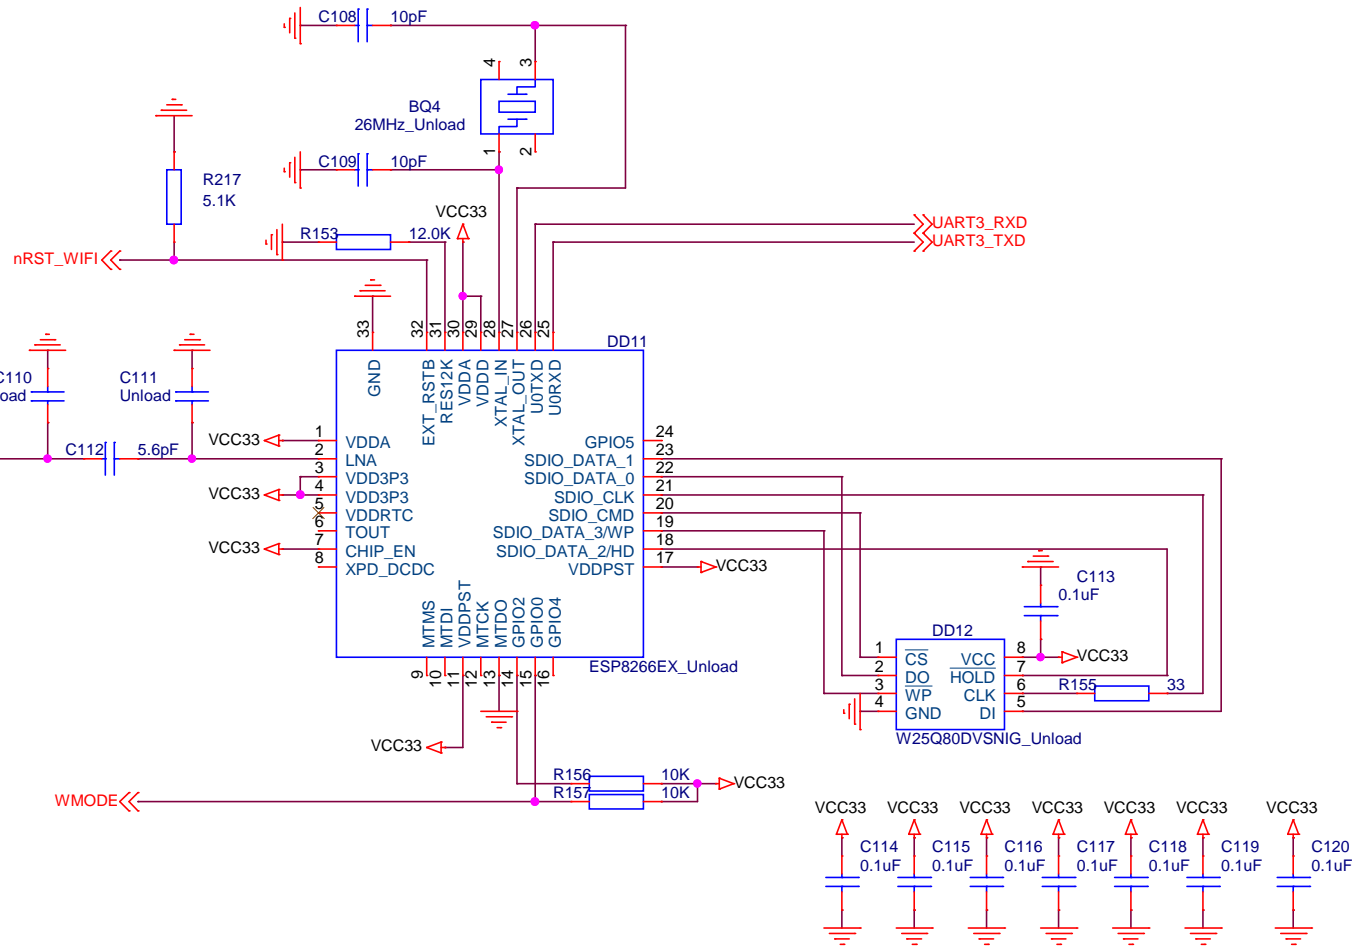 C108 10pF
4 3
BQ4
26MHz_Unload
1 2
C109 10pF
R217
5.1K
VCC33
R153 12.0K
UART3_RXD
UART3_TXD
nRST_WIFI
33 32 31 30 29 28 27 26 25
DD11
GND EXT_RSTB RES12K VDDA VDDD XTAL_IN XTAL_OUT U0TXD U0RXD
C110
oad
C111
Unload
C112 5.6pF
VCC33 1 VDDA
2 LNA
3 VDD3P3
VCC33 4 VDD3P3
5 VDDRTC
6 TOUT
VCC33 7 CHIP_EN
8 XPD_DCDC
GPIO5 24
SDIO_DATA_1 23
SDIO_DATA_0 22
SDIO_CLK 21
SDIO_CMD 20
SDIO_DATA_3/WP 19
SDIO_DATA_2/HD 18
VDDPST 17 VCC33
MTMS MTDI VDDPST MTCK MTDO GPIO2 GPIO0 GPIO4
9 10 11 12 13 14 15 16
ESP8266EX_Unload
C113
0.1uF
DD12
1 CS VCC 8 VCC33
2 DO HOLD 7
3 WP CLK 6 R155 33
4 GND DI 5
W25Q80DVSNIG_Unload
VCC33
R156 10K VCC33
WMODE R157 10K
VCC33 VCC33 VCC33 VCC33 VCC33 VCC33 VCC33
C114 C115 C116 C117 C118 C119 C120
0.1uF 0.1uF 0.1uF 0.1uF 0.1uF 0.1uF 0.1uF